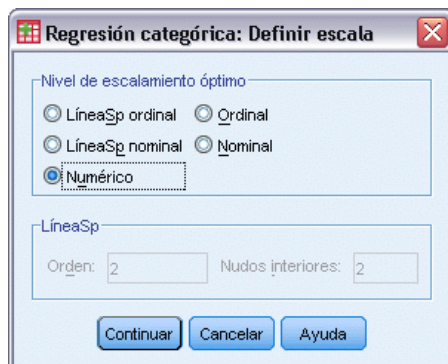 Regresión categórica: Definir escala
Nivel de escalamiento óptimo
LíneaSp ordinal Ordinal
LíneaSp nominal Nominal
Numérico
LíneaSp
Orden: 2 Nudos interiores: 2
Continuar Cancelar Ayuda